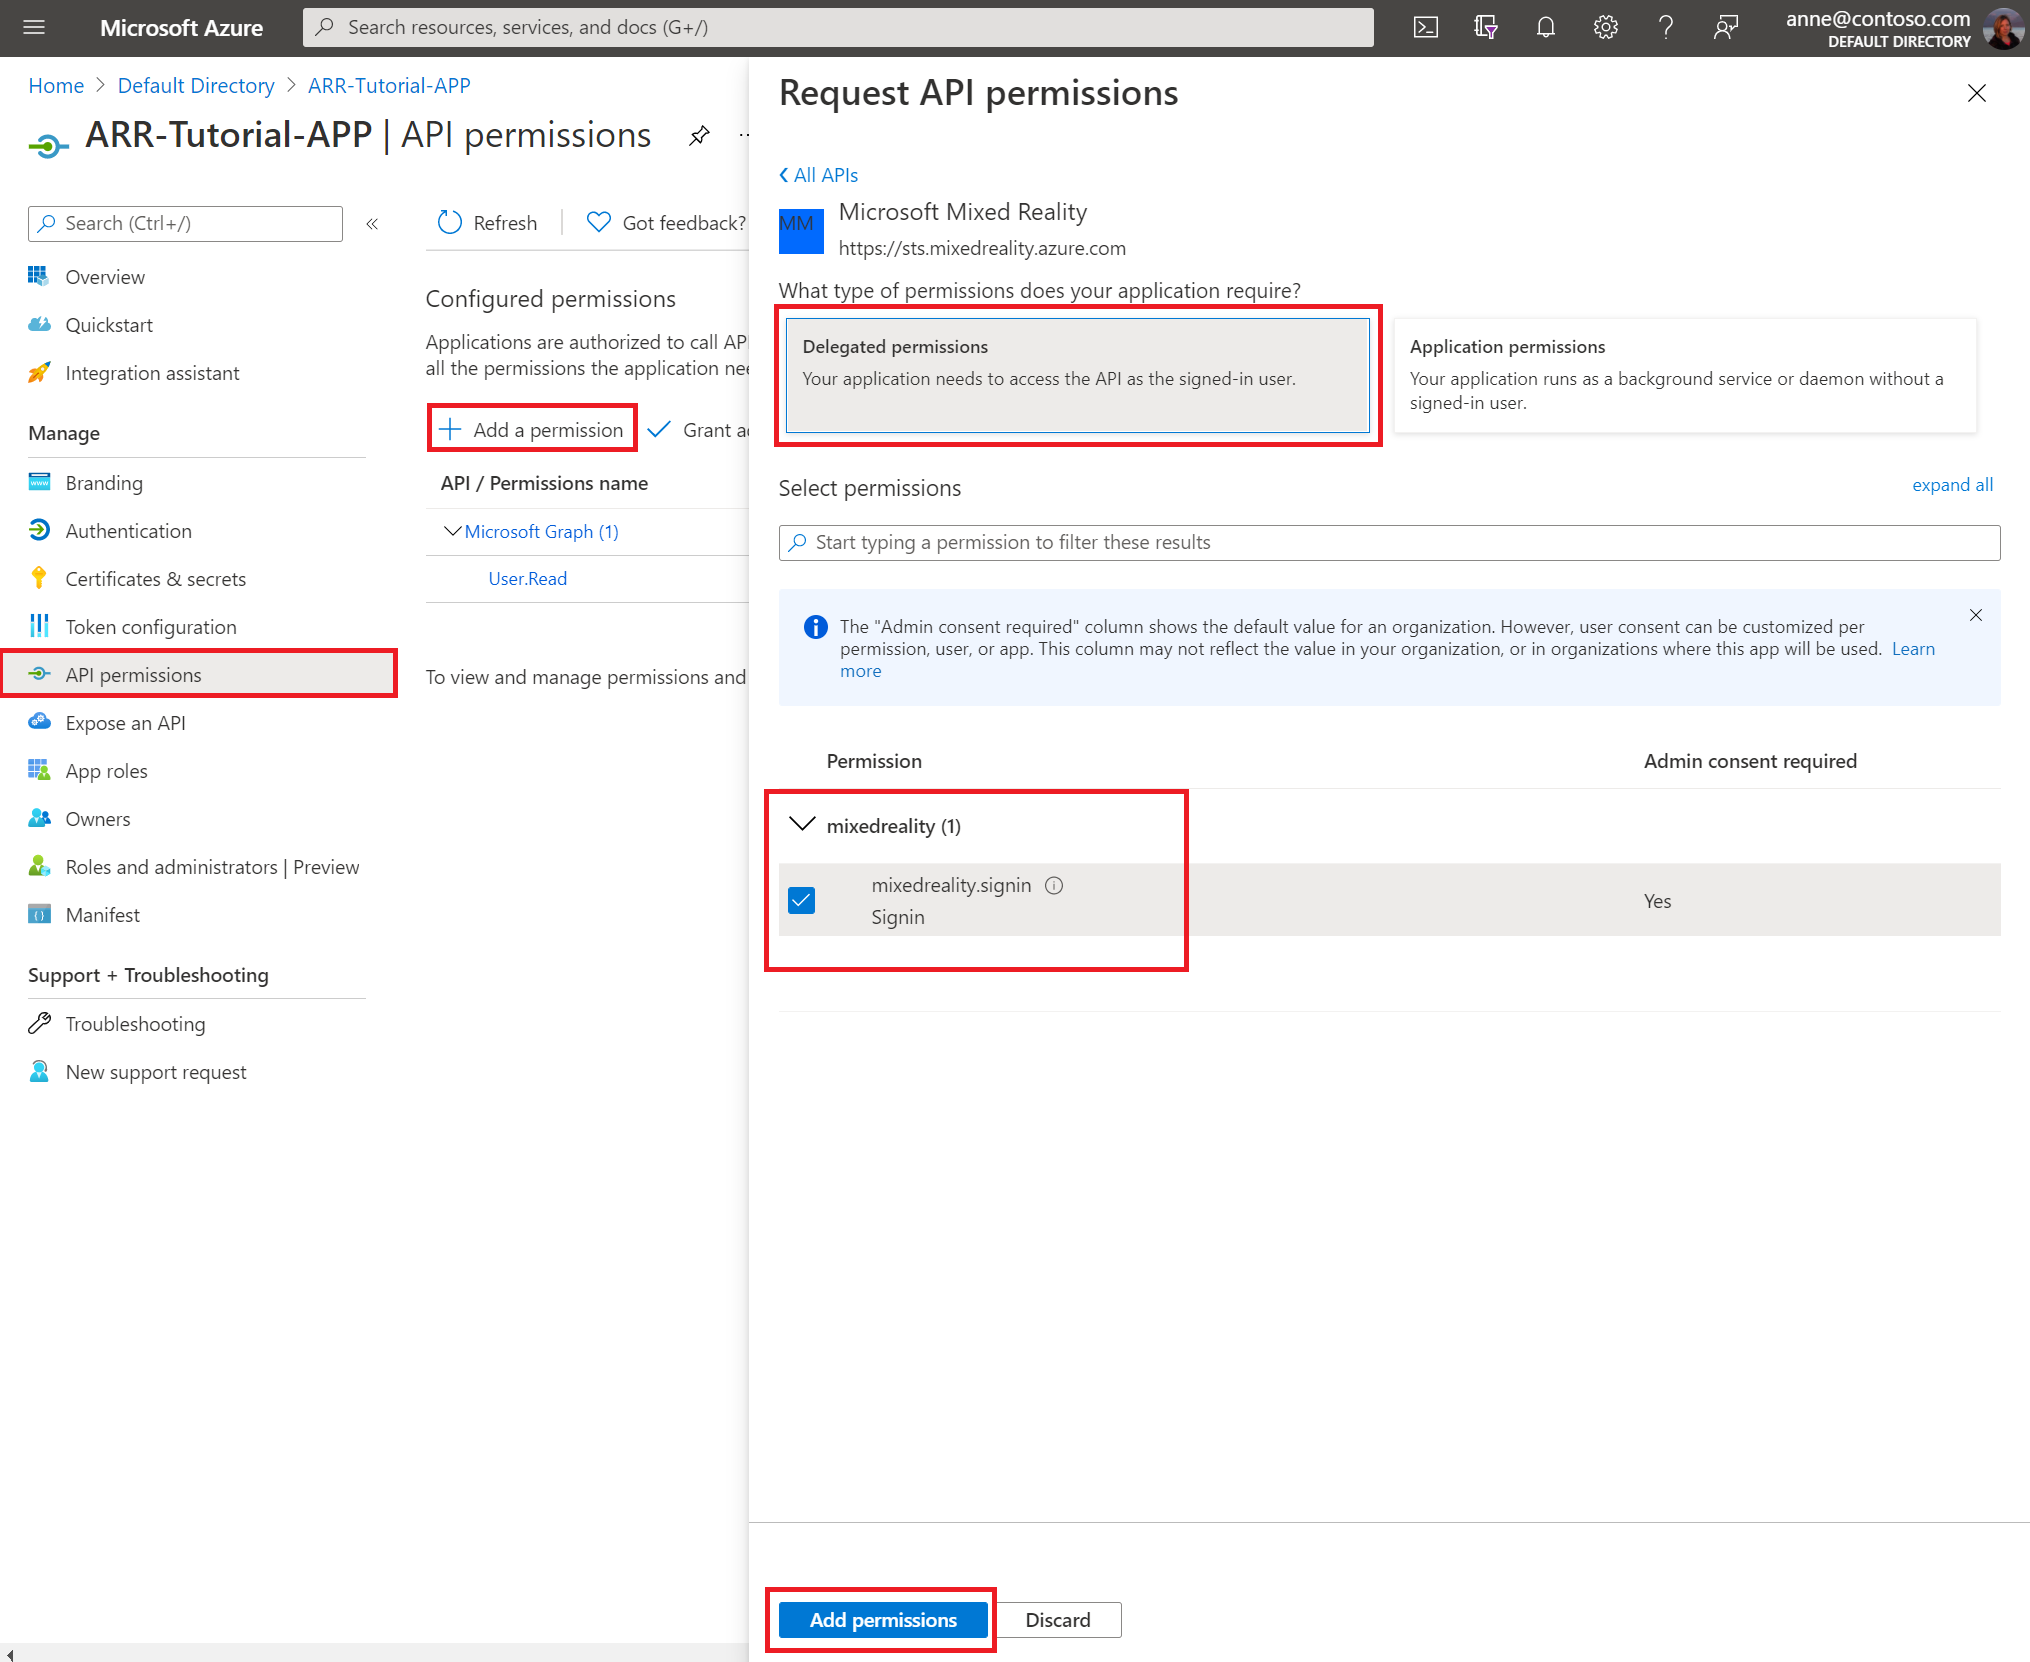 Microsoft Azure
Search resources, services, and docs (G+/)
anne@contoso.com
DEFAULT DIRECTORY
Home > Default Directory > ARR-Tutorial-APP
ARR-Tutorial-APP | API permissions
Search (Ctrl+/)
«
Overview
Quickstart
Integration assistant
Manage
Branding
Authentication
Certificates & secrets
Token configuration
API permissions
Expose an API
App roles
Owners
Roles and administrators | Preview
Manifest
Support + Troubleshooting
Troubleshooting
New support request
Refresh
Got feedback?
Configured permissions
Applications are authorized to call AP
all the permissions the application nee
Add a permission
Grant ad
API / Permissions name
Microsoft Graph (1)
User.Read
To view and manage permissions and
Request API permissions
All APIs
MM
Microsoft Mixed Reality
https://sts.mixedreality.azure.com
What type of permissions does your application require?
Delegated permissions
Your application needs to access the API as the signed-in user.
Application permissions
Your application runs as a background service or daemon without a
signed-in user.
Select permissions
expand all
Start typing a permission to filter these results
The "Admin consent required" column shows the default value for an organization. However, user consent can be customized per
permission, user, or app. This column may not reflect the value in your organization, or in organizations where this app will be used. Learn
more
Permission
Admin consent required
mixedreality (1)
mixedreality.signin
Signin
Yes
Add permissions
Discard